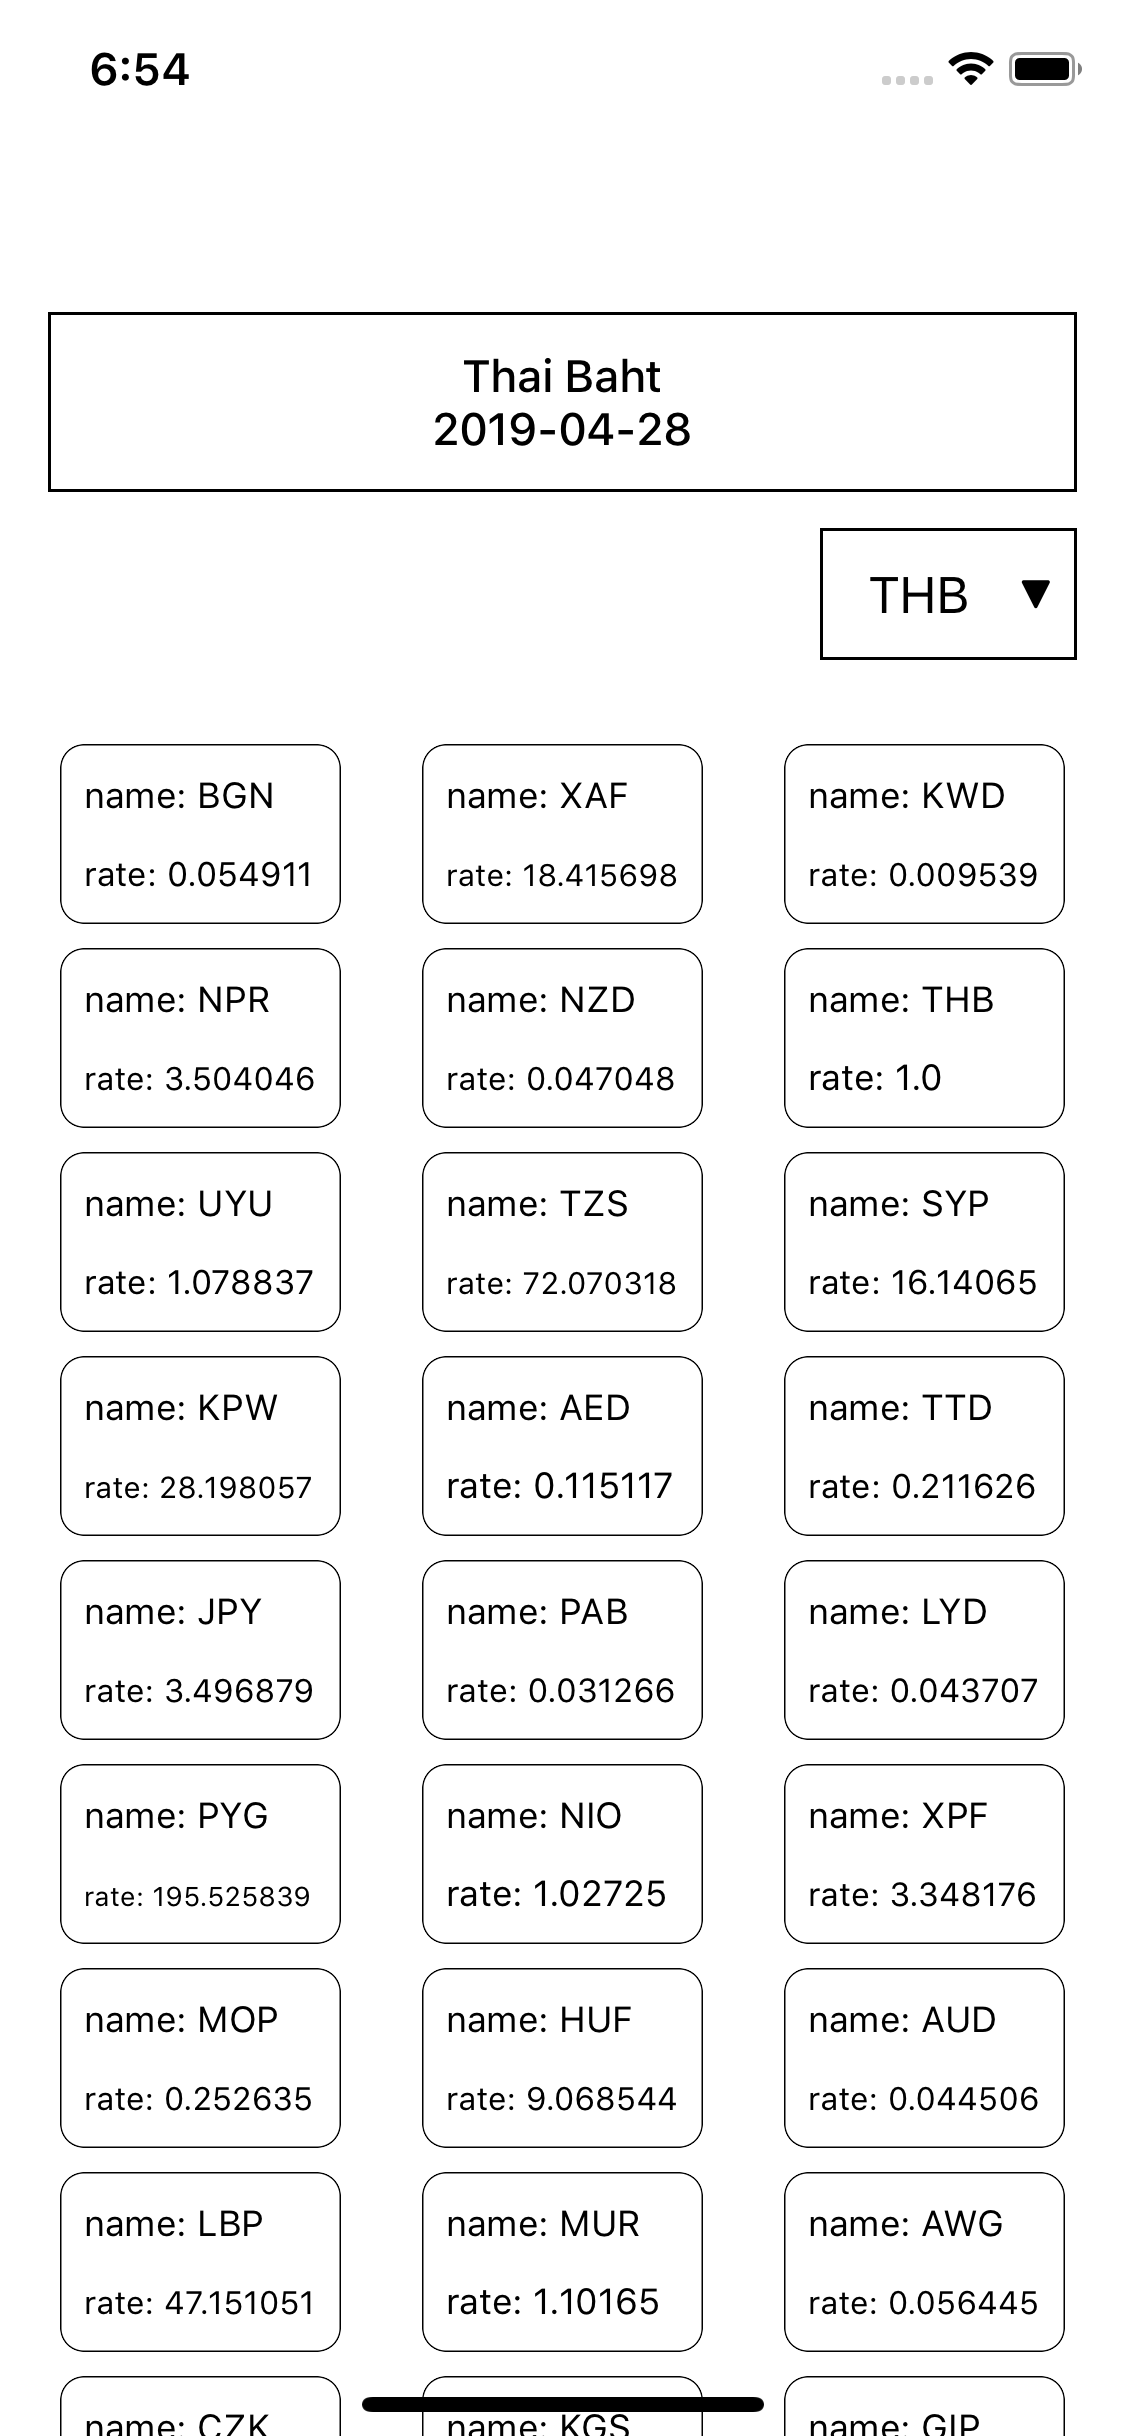 6:54
Thai Baht
2019-04-28
THB ▼
name: BGN
rate: 0.054911
name: XAF
rate: 18.415698
name: KWD
rate: 0.009539
name: NPR
rate: 3.504046
name: NZD
rate: 0.047048
name: THB
rate: 1.0
name: UYU
rate: 1.078837
name: TZS
rate: 72.070318
name: SYP
rate: 16.14065
name: KPW
rate: 28.198057
name: AED
rate: 0.115117
name: TTD
rate: 0.211626
name: JPY
rate: 3.496879
name: PAB
rate: 0.031266
name: LYD
rate: 0.043707
name: PYG
rate: 195.525839
name: NIO
rate: 1.02725
name: XPF
rate: 3.348176
name: MOP
rate: 0.252635
name: HUF
rate: 9.068544
name: AUD
rate: 0.044506
name: LBP
rate: 47.151051
name: MUR
rate: 1.10165
name: AWG
rate: 0.056445
name: CZK
name: KGS
name: GIP